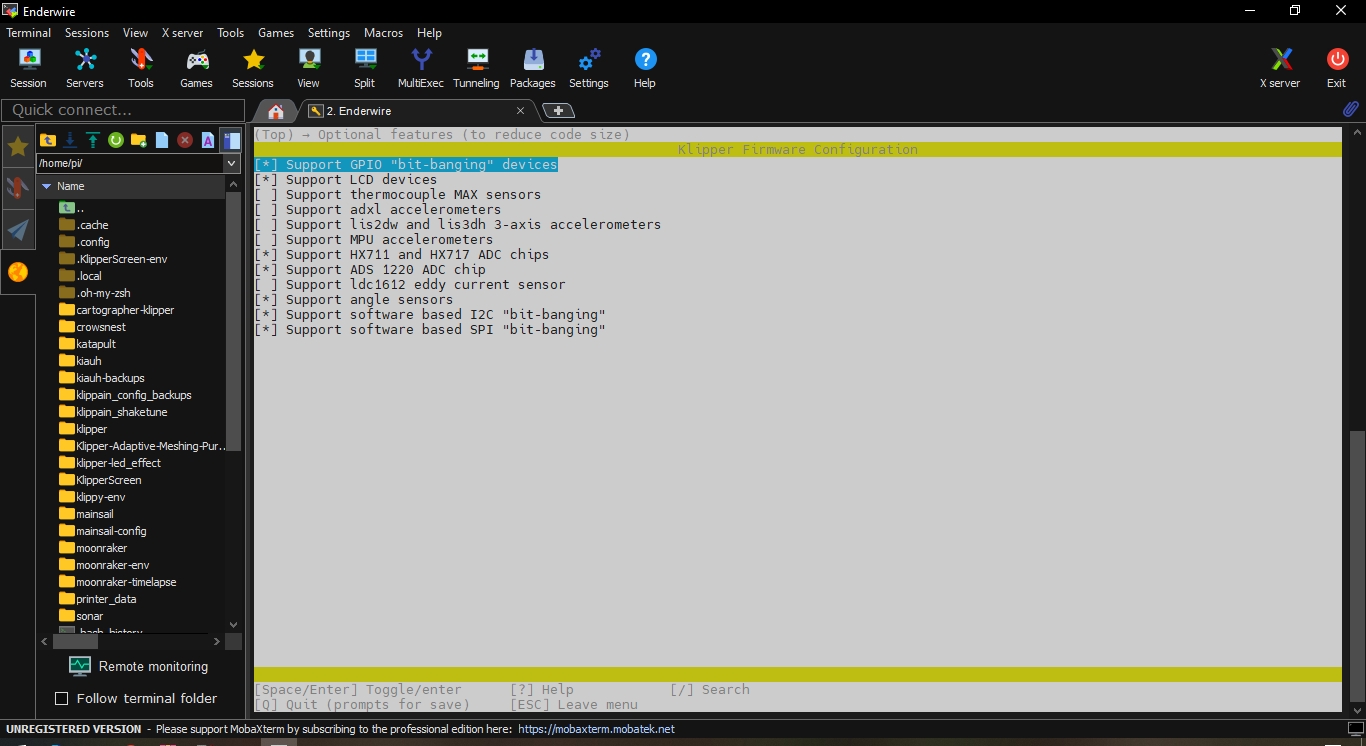 Enderwire
Terminal Sessions View X server Tools Games Settings Macros Help
Session Servers Tools Games Sessions View Split MultiExec Tunneling Packages Settings Help X server Exit
Quick connect...
2. Enderwire
/home/pi/
Name
..
.cache
.config
.KlipperScreen-env
.local
.oh-my-zsh
cartographer-klipper
crowsnest
katapult
kiauh
kiauh-backups
klippain_config_backups
klippain_shaketune
klipper
Klipper-Adaptive-Meshing-Pur..
klipper-led_effect
KlipperScreen
klippy-env
mainsail
mainsail-config
moonraker
moonraker-env
moonraker-timelapse
printer_data
sonar
.bash_history
Remote monitoring
Follow terminal folder
(Top) → Optional features (to reduce code size)
Klipper Firmware Configuration
[*] Support GPIO "bit-banging" devices
[*] Support LCD devices
[ ] Support thermocouple MAX sensors
[ ] Support adxl accelerometers
[ ] Support lis2dw and lis3dh 3-axis accelerometers
[ ] Support MPU accelerometers
[*] Support HX711 and HX717 ADC chips
[*] Support ADS 1220 ADC chip
[ ] Support ldc1612 eddy current sensor
[*] Support angle sensors
[*] Support software based I2C "bit-banging"
[*] Support software based SPI "bit-banging"
[Space/Enter] Toggle/enter [?] Help [/] Search
[Q] Quit (prompts for save) [ESC] Leave menu
UNREGISTERED VERSION - Please support MobaXterm by subscribing to the professional edition here: https://mobaxterm.mobatek.net